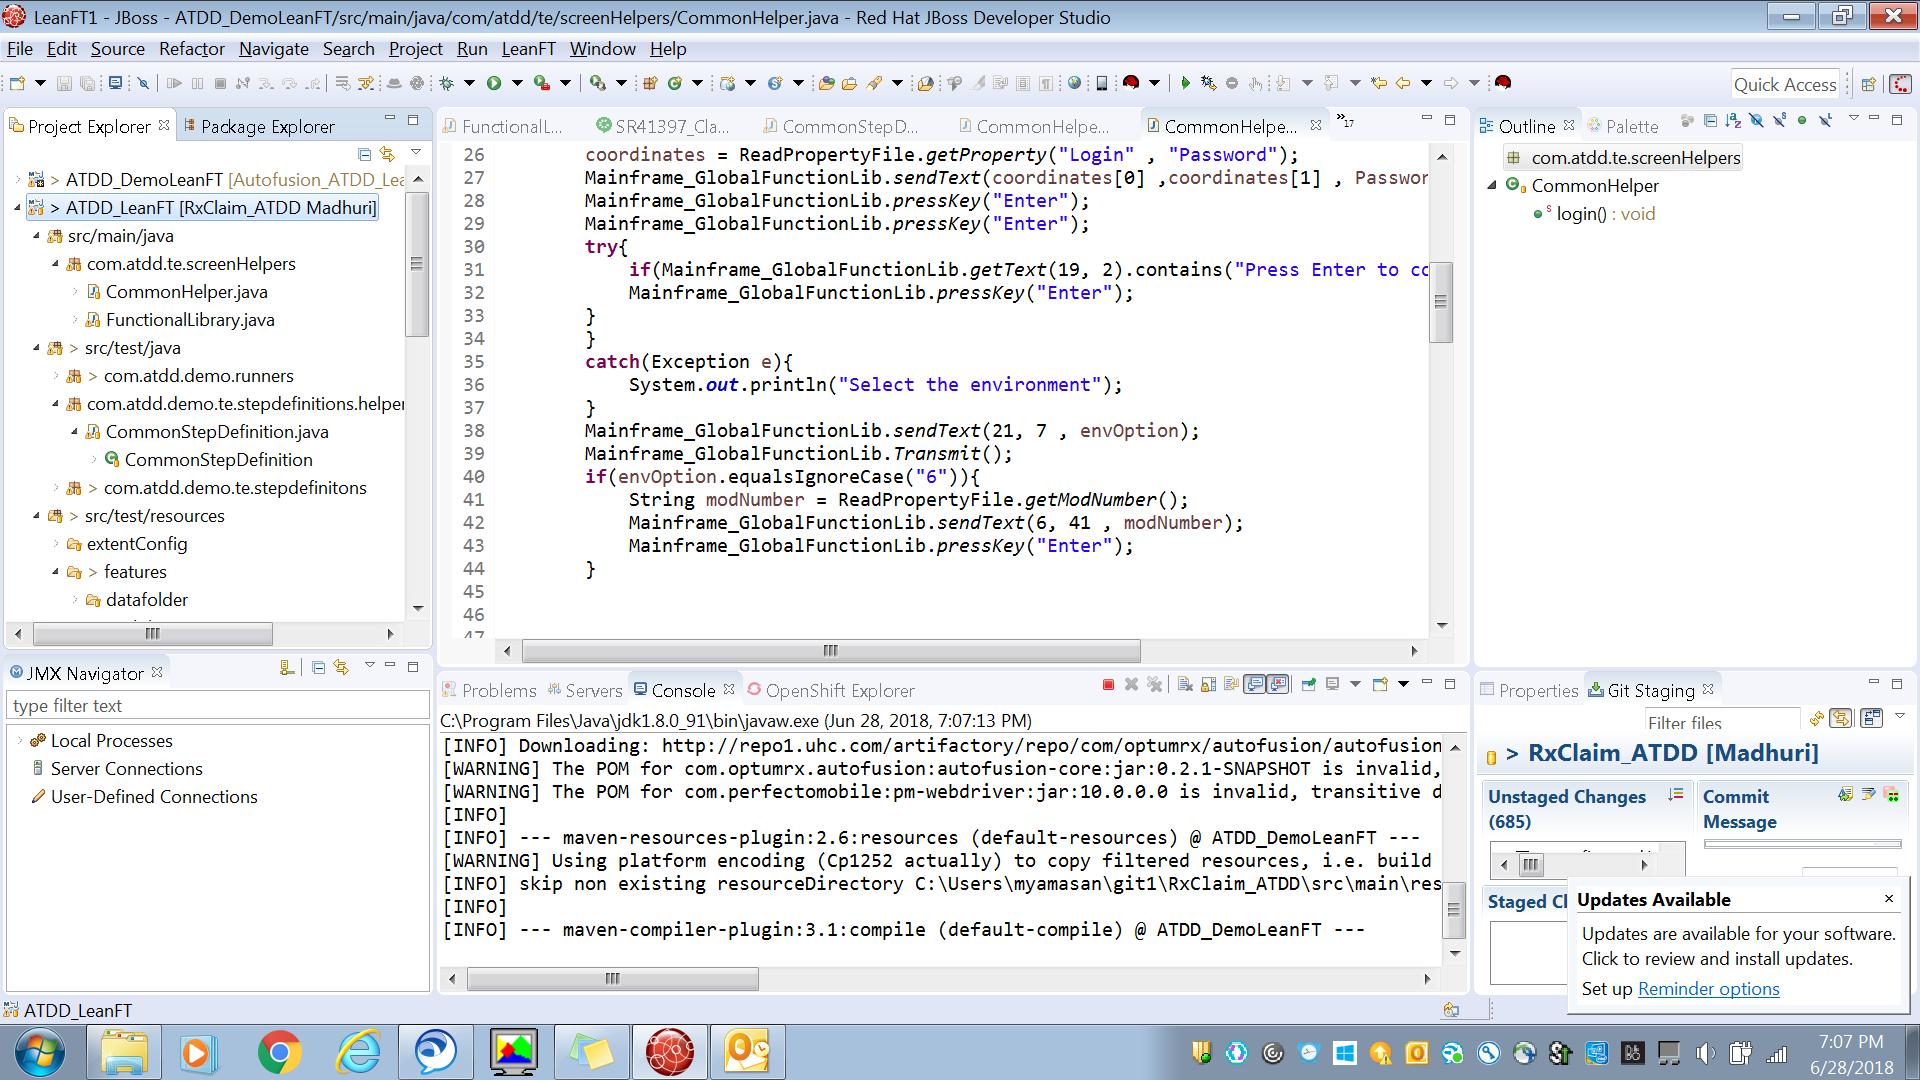 LeanFT1 - JBoss - ATDD_DemoLeanFT/src/main/java/com/atdd/te/screenHelpers/CommonHelper.java - Red Hat JBoss Developer Studio
File Edit Source Refactor Navigate Search Project Run LeanFT Window Help
Quick Access
Project Explorer
Package Explorer
> ATDD_DemoLeanFT [Autofusion_ATDD_Lea
> ATDD_LeanFT [RxClaim_ATDD Madhuri]
src/main/java
com.atdd.te.screenHelpers
CommonHelper.java
FunctionalLibrary.java
> src/test/java
> com.atdd.demo.runners
com.atdd.demo.te.stepdefinitions.helper
CommonStepDefinition.java
CommonStepDefinition
> com.atdd.demo.te.stepdefinitons
> src/test/resources
extentConfig
> features
datafolder
FunctionalL... SR41397_Cla... CommonStepD... CommonHelpe... CommonHelpe... »17
26 coordinates = ReadPropertyFile.getProperty("Login" , "Password");
27 Mainframe_GlobalFunctionLib.sendText(coordinates[0] ,coordinates[1] , Passwor
28 Mainframe_GlobalFunctionLib.pressKey("Enter");
29 Mainframe_GlobalFunctionLib.pressKey("Enter");
30 try{
31 if(Mainframe_GlobalFunctionLib.getText(19, 2).contains("Press Enter to co
32 Mainframe_GlobalFunctionLib.pressKey("Enter");
33 }
34 }
35 catch(Exception e){
36 System.out.println("Select the environment");
37 }
38 Mainframe_GlobalFunctionLib.sendText(21, 7 , envOption);
39 Mainframe_GlobalFunctionLib.Transmit();
40 if(envOption.equalsIgnoreCase("6")){
41 String modNumber = ReadPropertyFile.getModNumber();
42 Mainframe_GlobalFunctionLib.sendText(6, 41 , modNumber);
43 Mainframe_GlobalFunctionLib.pressKey("Enter");
44 }
45
46
47
Outline
Palette
com.atdd.te.screenHelpers
CommonHelper
login() : void
JMX Navigator
type filter text
Local Processes
Server Connections
User-Defined Connections
Problems Servers Console OpenShift Explorer
C:\Program Files\Java\jdk1.8.0_91\bin\javaw.exe (Jun 28, 2018, 7:07:13 PM)
[INFO] Downloading: http://repo1.uhc.com/artifactory/repo/com/optumrx/autofusion/autofusion
[WARNING] The POM for com.optumrx.autofusion:autofusion-core:jar:0.2.1-SNAPSHOT is invalid,
[WARNING] The POM for com.perfectomobile:pm-webdriver:jar:10.0.0.0 is invalid, transitive d
[INFO]
[INFO] --- maven-resources-plugin:2.6:resources (default-resources) @ ATDD_DemoLeanFT ---
[WARNING] Using platform encoding (Cp1252 actually) to copy filtered resources, i.e. build
[INFO] skip non existing resourceDirectory C:\Users\myamasan\git1\RxClaim_ATDD\src\main\res
[INFO]
[INFO] --- maven-compiler-plugin:3.1:compile (default-compile) @ ATDD_DemoLeanFT ---
Properties
Git Staging
Filter files
> RxClaim_ATDD [Madhuri]
Unstaged Changes
(685)
Commit
Message
Staged Cl
Updates Available
Updates are available for your software.
Click to review and install updates.
Set up Reminder options
ATDD_LeanFT
7:07 PM
6/28/2018